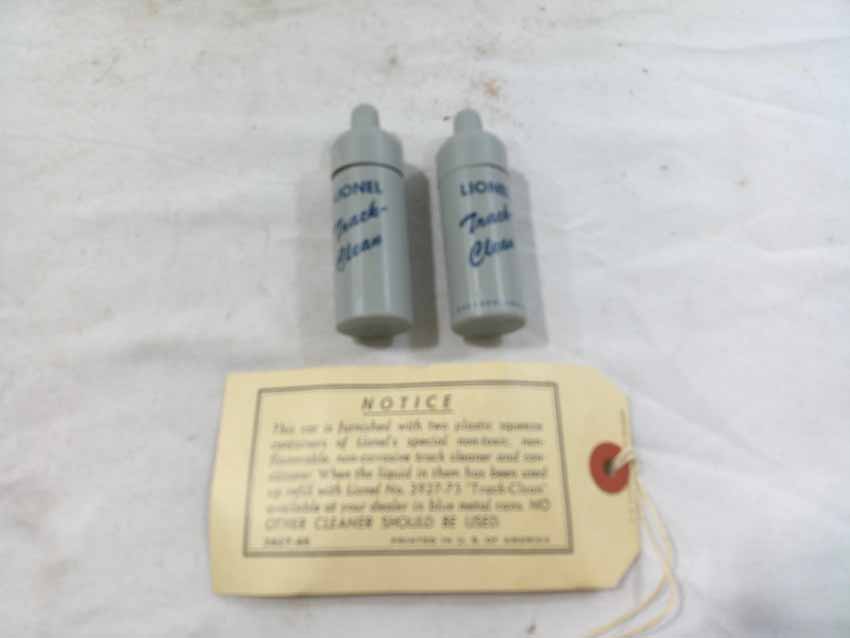 LIONEL
Track-
Clean
LIONEL
Track-
Clean
NOTICE
This car is furnished with two plastic squeeze
containers of Lionel's special non-toxic, non-
flammable, non-corrosive track cleaner and con-
ditioner. When the liquid in them has been used
up refill with Lionel No. 3927-75 "Track-Clean"
available at your dealer in blue metal cans. NO
OTHER CLEANER SHOULD BE USED.
PRINTED IN U. S. OF AMERICA